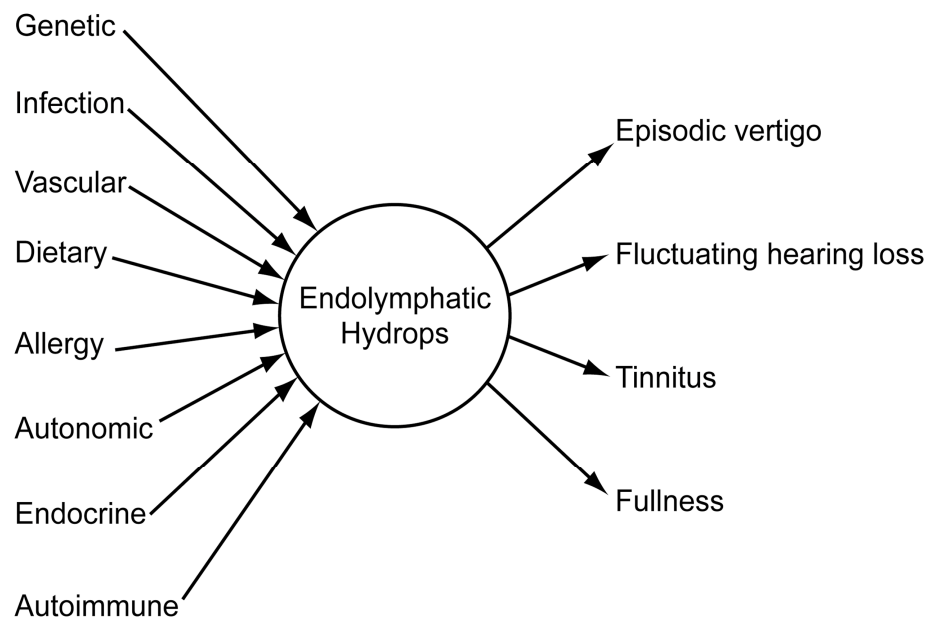 Genetic
Infection
Vascular
Dietary
Allergy
Autonomic
Endocrine
Autoimmune
Endolymphatic
Hydrops
Episodic vertigo
Fluctuating hearing loss
Tinnitus
Fullness